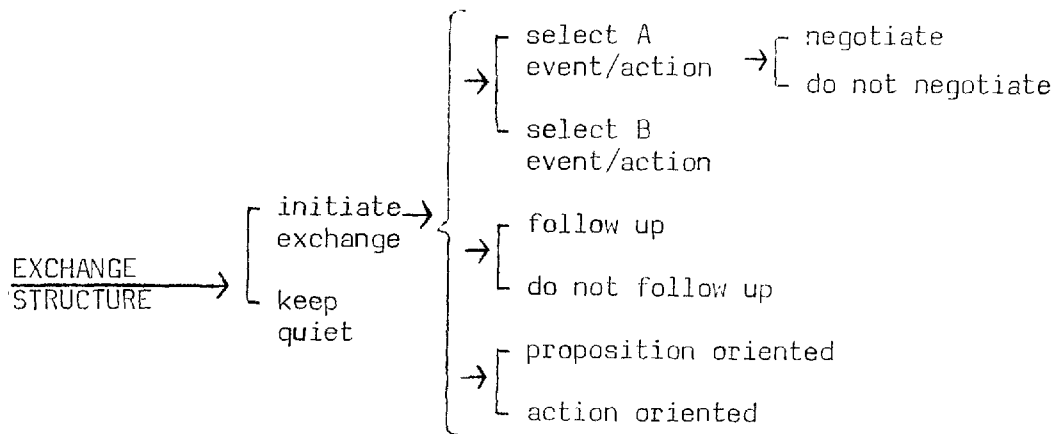 EXCHANGE
STRUCTURE
initiate
exchange
keep
quiet
select A
event/action
negotiate
do not negotiate
select B
event/action
follow up
do not follow up
proposition oriented
action oriented